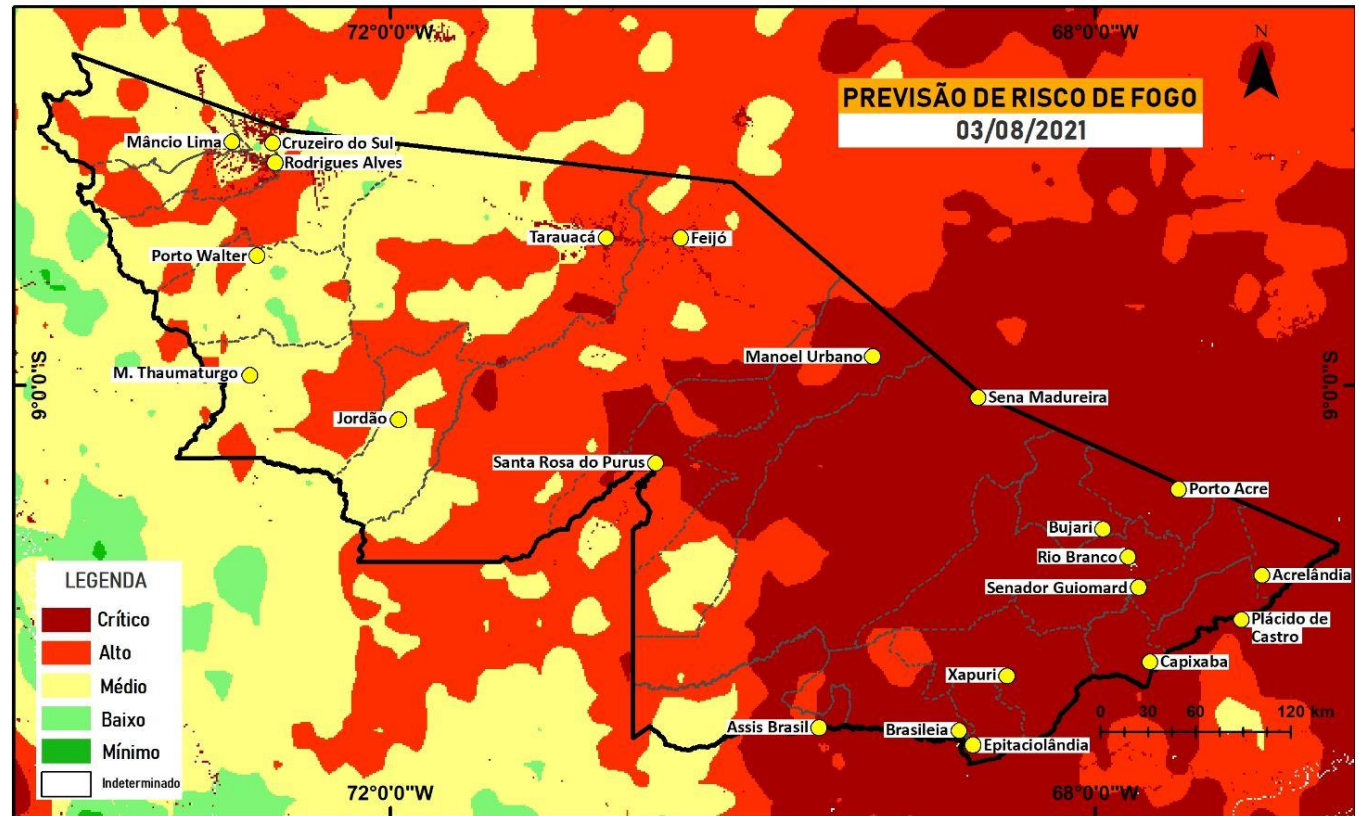 72°0'0"W
68°0'0"W
N
PREVISÃO DE RISCO DE FOGO
03/08/2021
Mâncio Lima
Cruzeiro do Sul
Rodrigues Alves
Tarauacá
Feijó
Porto Walter
Manoel Urbano
9°0'0"S
9°0'0"S
M. Thaumaturgo
Sena Madureira
Jordão
Santa Rosa do Purus
Porto Acre
Bujari
Rio Branco
Acrelândia
Senador Guiomard
Plácido de
Castro
Capixaba
Xapuri
Assis Brasil
Brasileia
Epitaciolândia
0 30 60 120 km
LEGENDA
Crítico
Alto
Médio
Baixo
Mínimo
Indeterminado
72°0'0"W
68°0'0"W